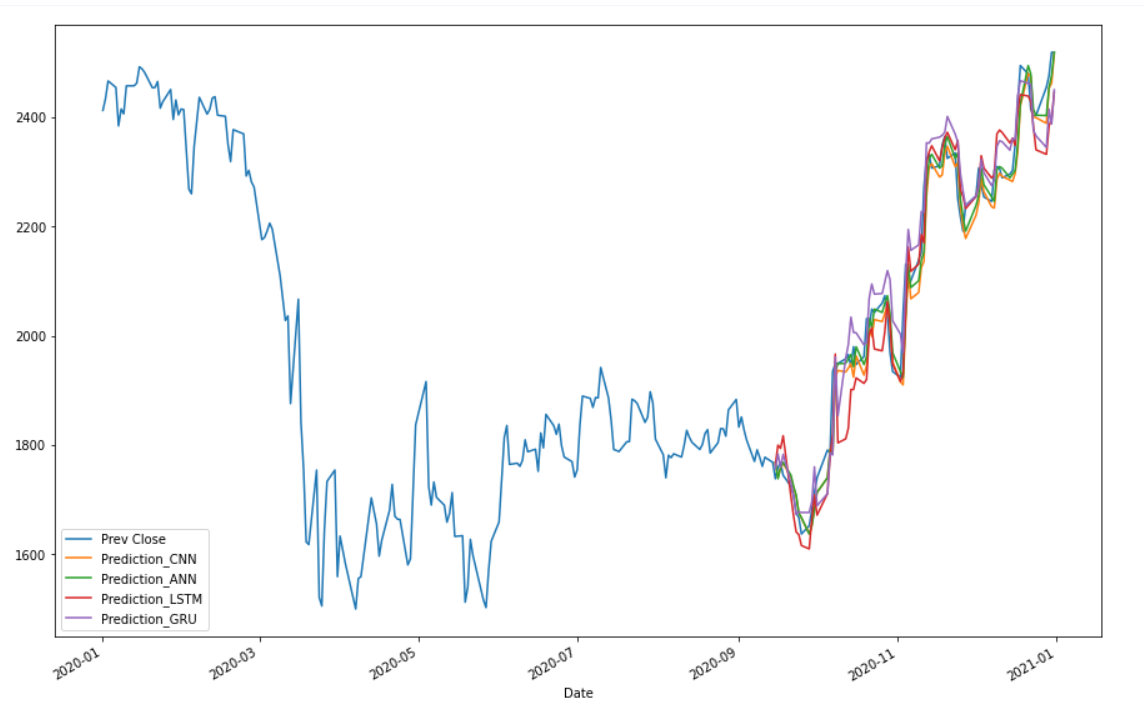 2400
2200
2000
1800
1600
Prev Close
Prediction_CNN
Prediction_ANN
Prediction_LSTM
Prediction_GRU
2020-01
2020-03
2020-05
2020-07
2020-09
2020-11
2021-01
Date